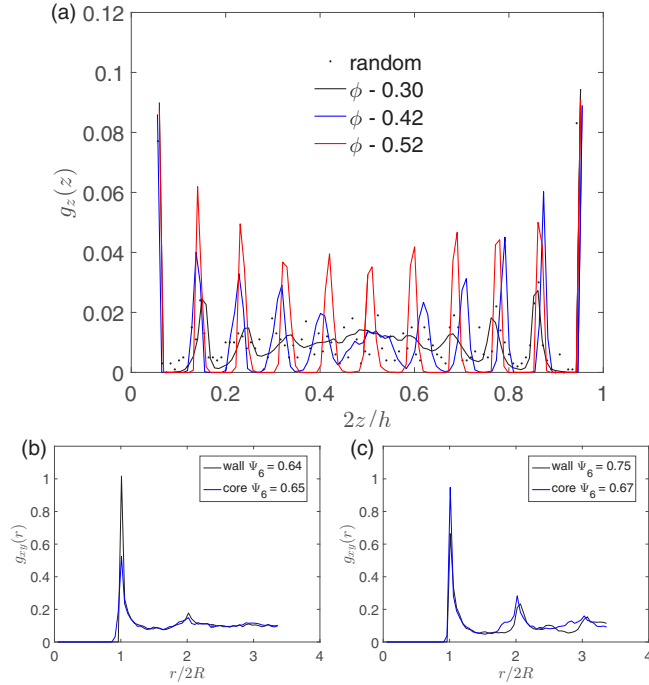 (a)
0.12
0.1
0.08
0.06
0.04
0.02
0
g_z(z)
random
ϕ - 0.30
ϕ - 0.42
ϕ - 0.52
0 0.2 0.4 0.6 0.8 1
2z/h
(b)
1
0.8
0.6
0.4
0.2
g_xy(r)
wall Ψ_6 = 0.64
core Ψ_6 = 0.65
0 1 2 3 4
r/2R
(c)
1
0.8
0.6
0.4
0.2
g_xy(r)
wall Ψ_6 = 0.75
core Ψ_6 = 0.67
0 1 2 3 4
r/2R